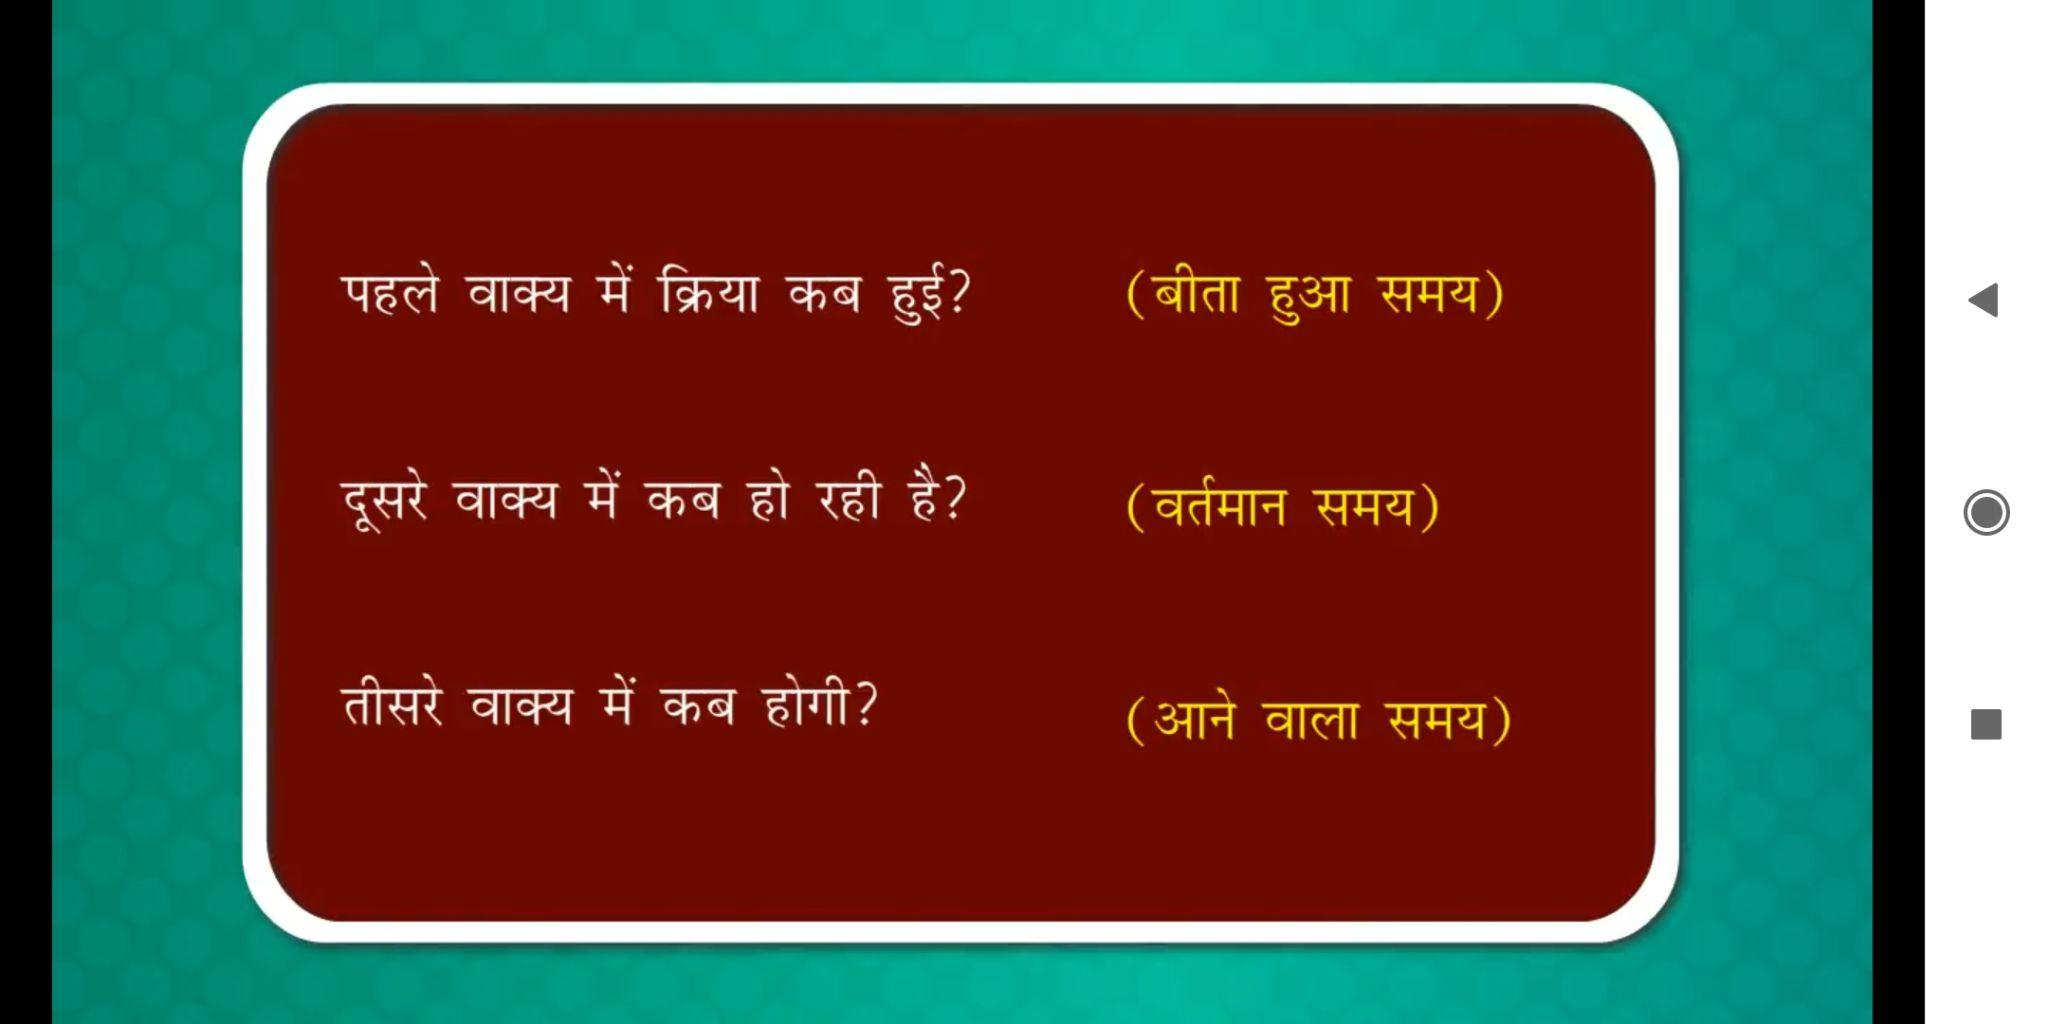 पहले वाक्य में क्रिया कब हुई? (बीता हुआ समय)
दूसरे वाक्य में कब हो रही है? (वर्तमान समय)
तीसरे वाक्य में कब होगी? (आने वाला समय)